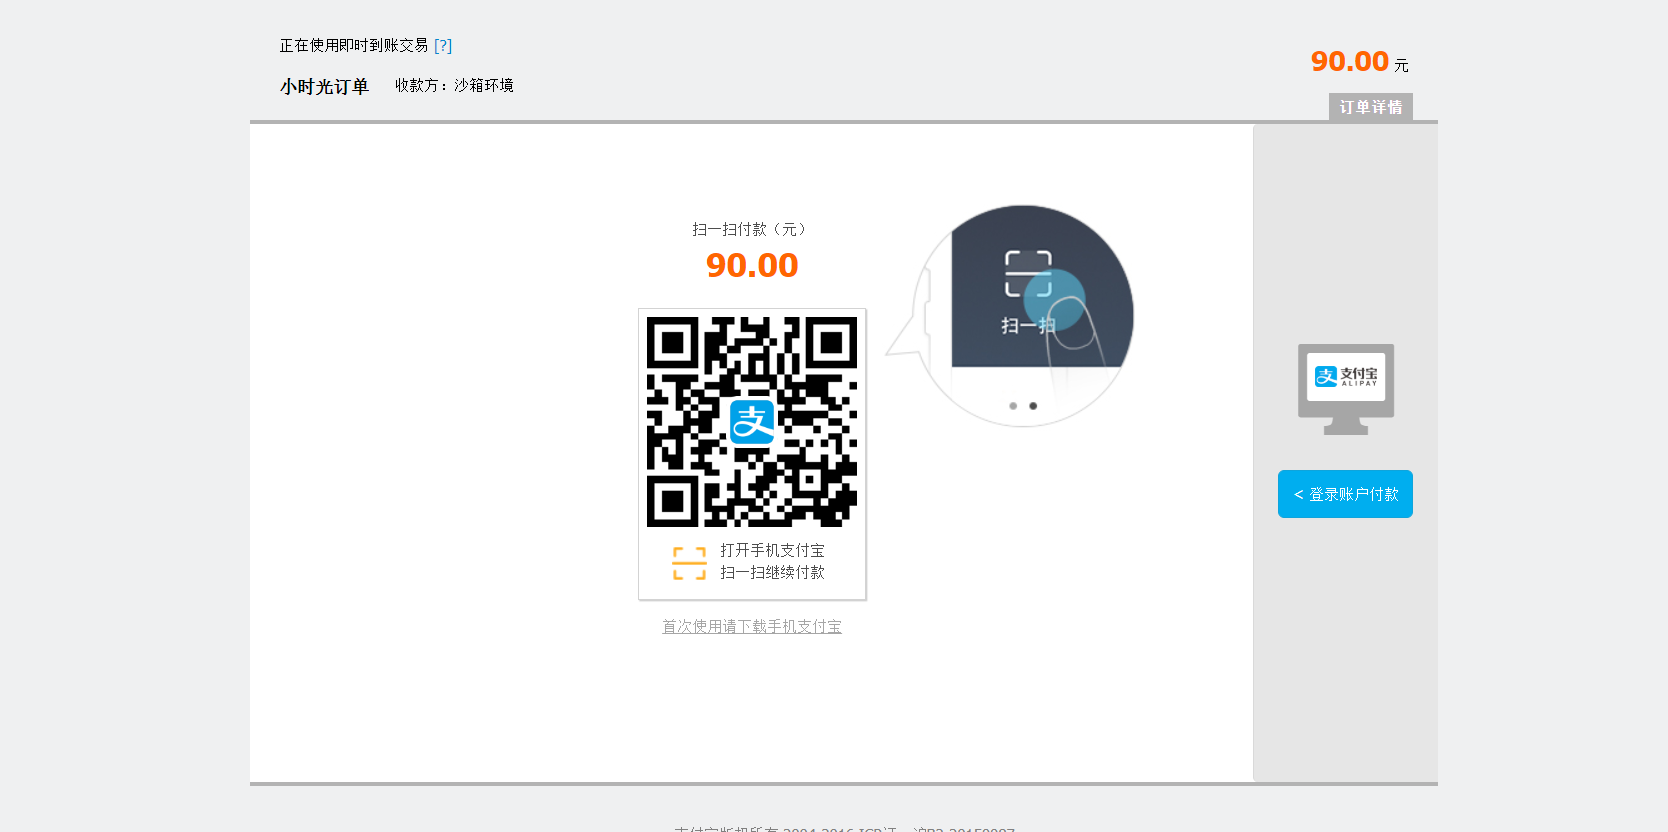 正在使用即时到账交易 [?]
小时光订单 收款方：沙箱环境
90.00 元
订单详情
扫一扫付款（元）
90.00
支
打开手机支付宝
扫一扫继续付款
首次使用请下载手机支付宝
扫一扫
支 支付宝
ALIPAY
< 登录账户付款